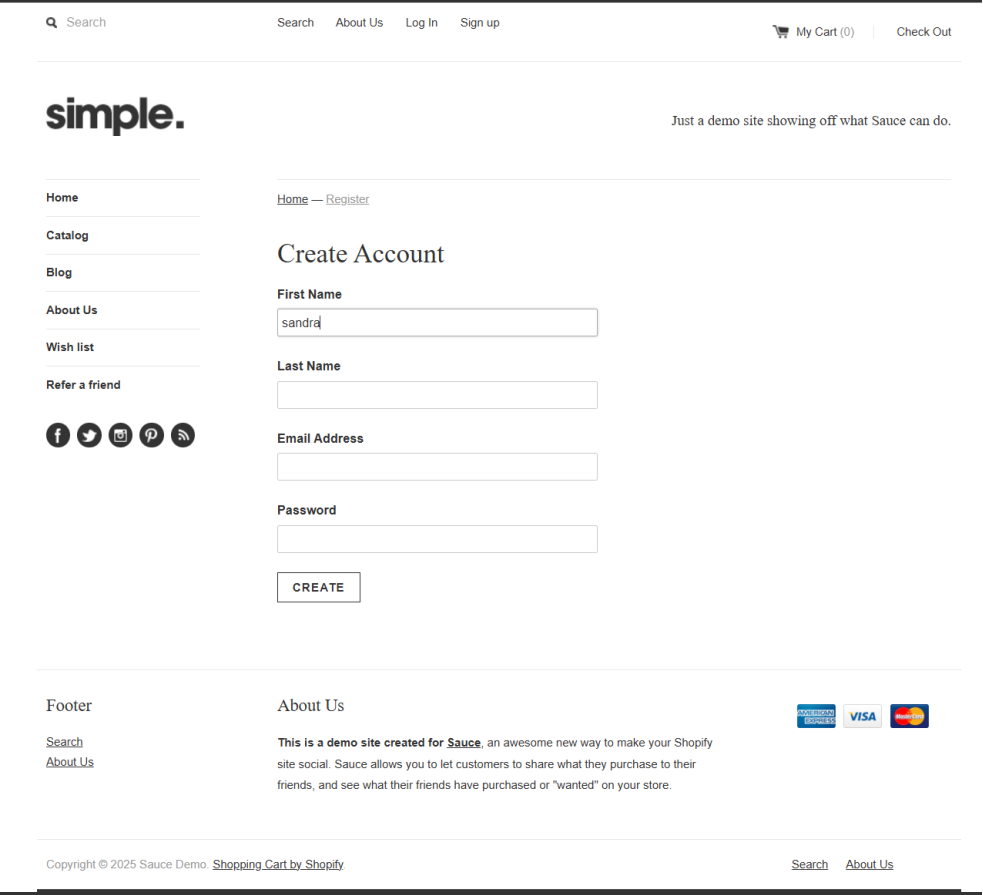 Search
Search About Us Log In Sign up
My Cart (0) Check Out
simple.
Just a demo site showing off what Sauce can do.
Home
Catalog
Blog
About Us
Wish list
Refer a friend
Home — Register
Create Account
First Name
sandra
Last Name
Email Address
Password
CREATE
Footer
Search
About Us
About Us
This is a demo site created for Sauce, an awesome new way to make your Shopify
site social. Sauce allows you to let customers to share what they purchase to their
friends, and see what their friends have purchased or "wanted" on your store.
AMERICAN
EXPRESS
VISA
MasterCard
Copyright © 2025 Sauce Demo. Shopping Cart by Shopify.
Search About Us